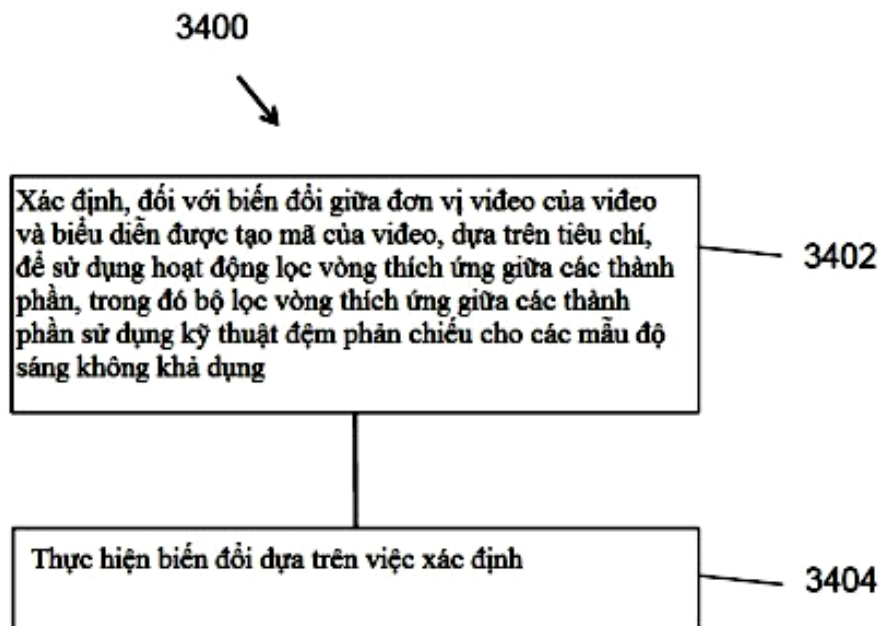 3400
Xác định, đối với biến đổi giữa đơn vị viđeo của viđeo
và biểu diễn được tạo mã của viđeo, dựa trên tiêu chí,
để sử dụng hoạt động lọc vòng thích ứng giữa các thành
phần, trong đó bộ lọc vòng thích ứng giữa các thành
phần sử dụng kỹ thuật đệm phản chiếu cho các mẫu độ
sáng không khả dụng
3402
Thực hiện biến đổi dựa trên việc xác định
3404